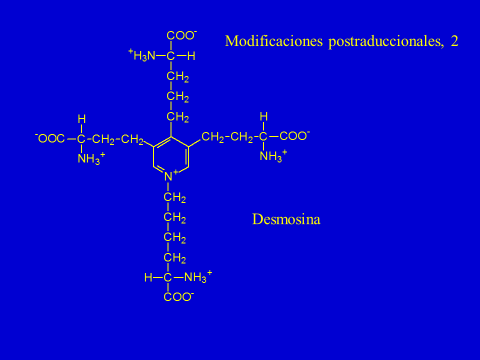 Modificaciones postraduccionales, 2
COO⁻
⁺H₃N–C–H
CH₂
CH₂
CH₂
H
⁻OOC–C–CH₂–CH₂
NH₃⁺
H
CH₂–CH₂–C–COO⁻
NH₃⁺
N⁺
CH₂
CH₂
CH₂
CH₂
H–C–NH₃⁺
COO⁻
Desmosina